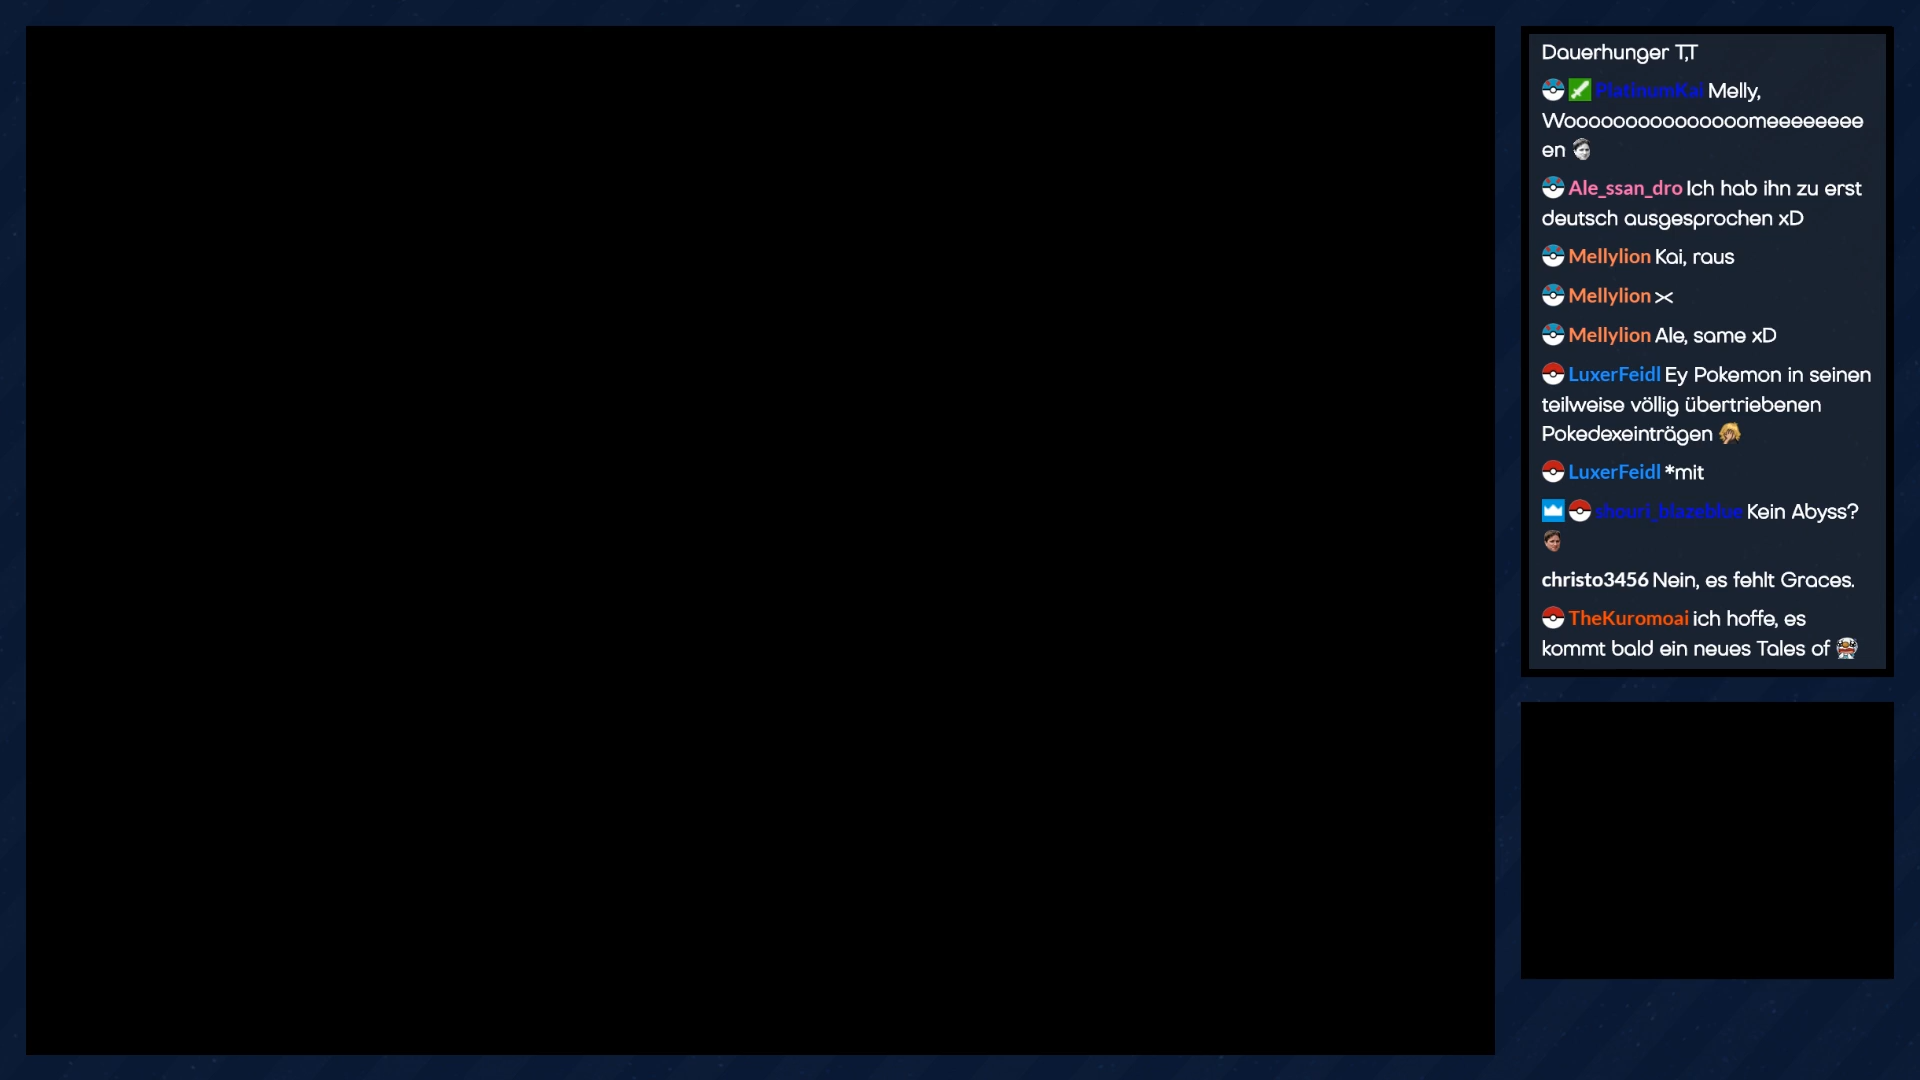 Dauerhunger T,T
PlatinumKai Melly,
Wooooooooooooooomeeeeeeee
en
Ale_ssan_dro Ich hab ihn zu erst
deutsch ausgesprochen xD
Mellylion Kai, raus
Mellylion ><
Mellylion Ale, same xD
LuxerFeidl Ey Pokemon in seinen
teilweise völlig übertriebenen
Pokedexeinträgen
LuxerFeidl *mit
shouri_blazeblue Kein Abyss?
christo3456 Nein, es fehlt Graces.
TheKuromoai ich hoffe, es
kommt bald ein neues Tales of